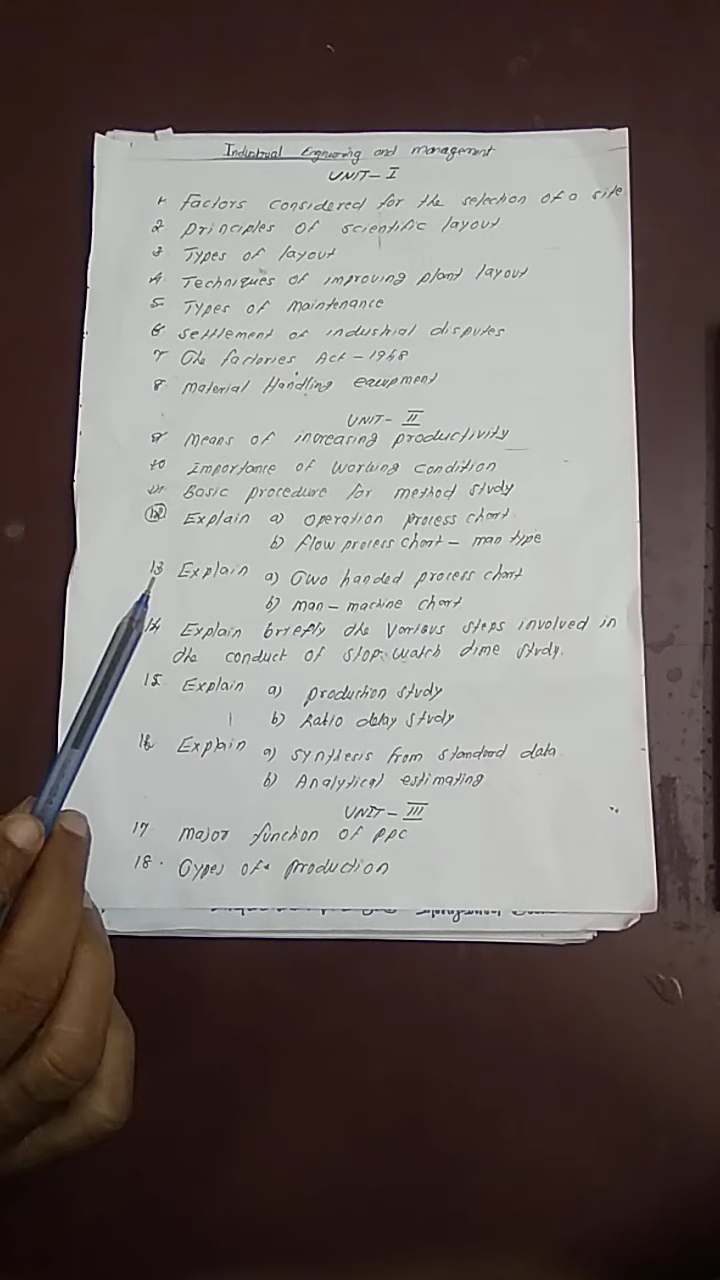 Industrial Engineering and management
UNIT-I
1. Factors considered for the selection of a site
2. Principles of scientific layout
3. Types of layout
4. Techniques of improving plant layout
5. Types of Maintenance
6. Settlement of industrial disputes
7. The factories Act-1948
8. Material Handling equipment
UNIT-II
9. Means of increasing productivity
10. Importance of working condition
11. Basic procedure for method study
12. Explain a) Operation process chart
b) Flow process chart - man type
13 Explain a) Two handed process chart
b) man-machine chart
14 Explain briefly the various steps involved in
the conduct of stop watch time study.
15. Explain a) production study
b) Ratio delay study
16. Explain a) synthesis from standard data
b) Analytical estimating
UNIT-III
17 major function of PPC
18. Types of production